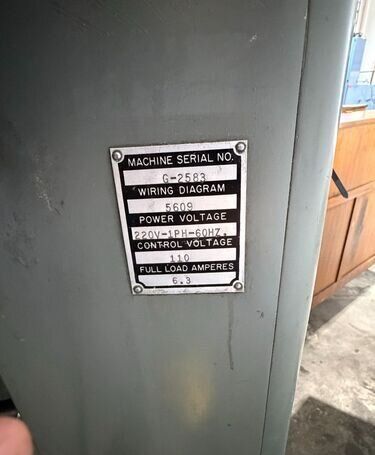 MACHINE SERIAL NO.
G-2583
WIRING DIAGRAM
5609
POWER VOLTAGE
220V-1PH-60HZ.
CONTROL VOLTAGE
110
FULL LOAD AMPERES
6.3